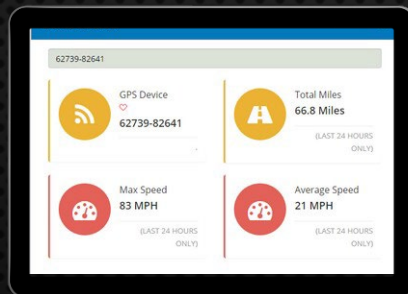 62739-82641
GPS Device
62739-82641
Total Miles
66.8 Miles
(LAST 24 HOURS
ONLY)
Max Speed
83 MPH
(LAST 24 HOURS
ONLY)
Average Speed
21 MPH
(LAST 24 HOURS
ONLY)